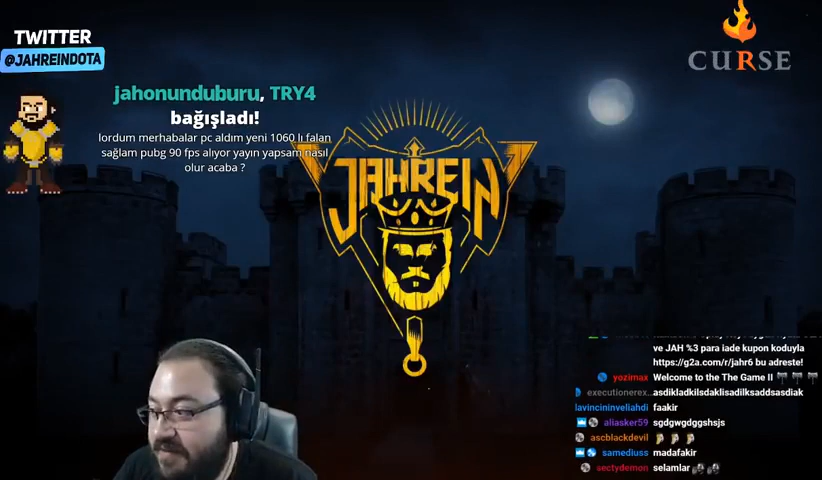 TWITTER
@JAHREINDOTA
CURSE
jahonunduburu, TRY4
bağışladı!
lordum merhabalar pc aldım yeni 1060 lı falan
sağlam pubg 90 fps alıyor yayın yapsam nasıl
olur acaba ?
JAHREIN
ve JAH %3 para iade kupon koduyla
https://g2a.com/r/jahr6 bu adreste!
yozimax Welcome to the The Game II
executionerex.. asdikladkilsdaklisadilksaddsasdiak
lavincininveliahdi faakir
aliasker59 sgdgwgdggshsjs
ascblackdevil
samediuss madafakir
sectydemon selamlar